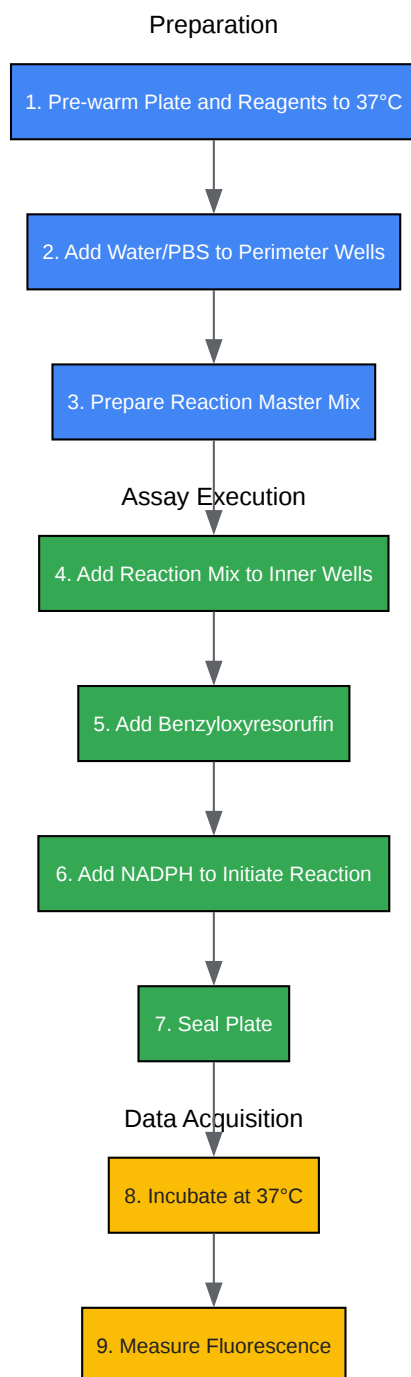 Preparation
1. Pre-warm Plate and Reagents to 37°C
2. Add Water/PBS to Perimeter Wells
3. Prepare Reaction Master Mix
Assay Execution
4. Add Reaction Mix to Inner Wells
5. Add Benzyloxyresorufin
6. Add NADPH to Initiate Reaction
7. Seal Plate
Data Acquisition
8. Incubate at 37°C
9. Measure Fluorescence